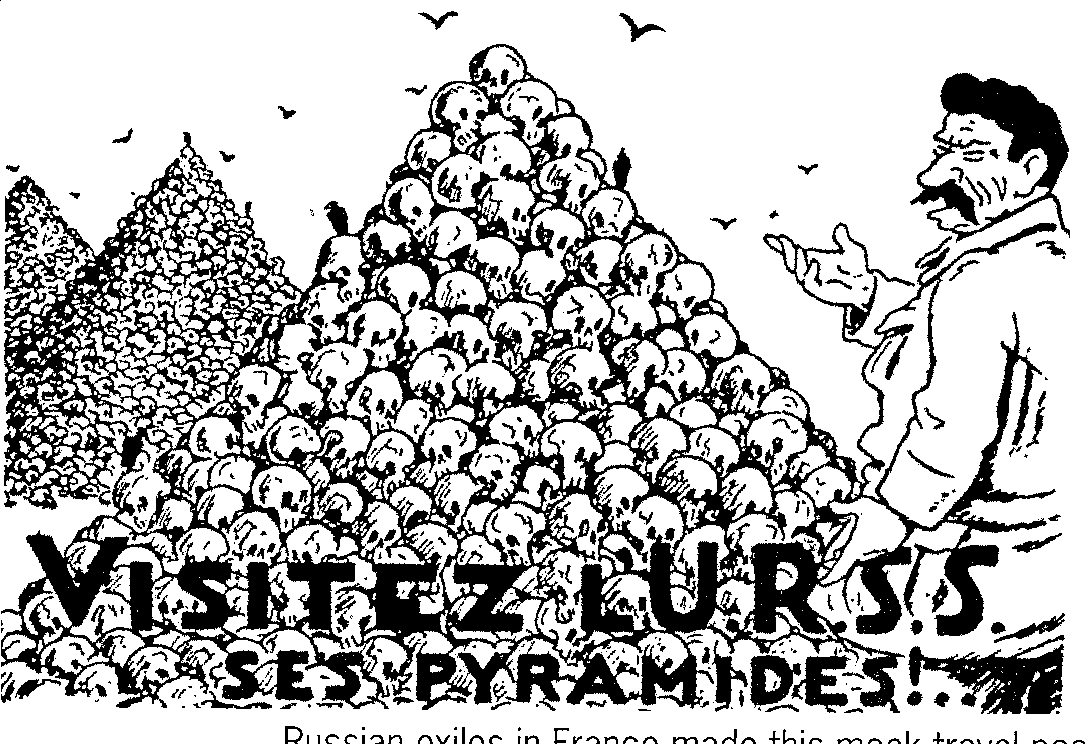 VISITEZ L'U.R.S.S.
SES PYRAMIDES!..
Russian exiles in France made this mock travel pos